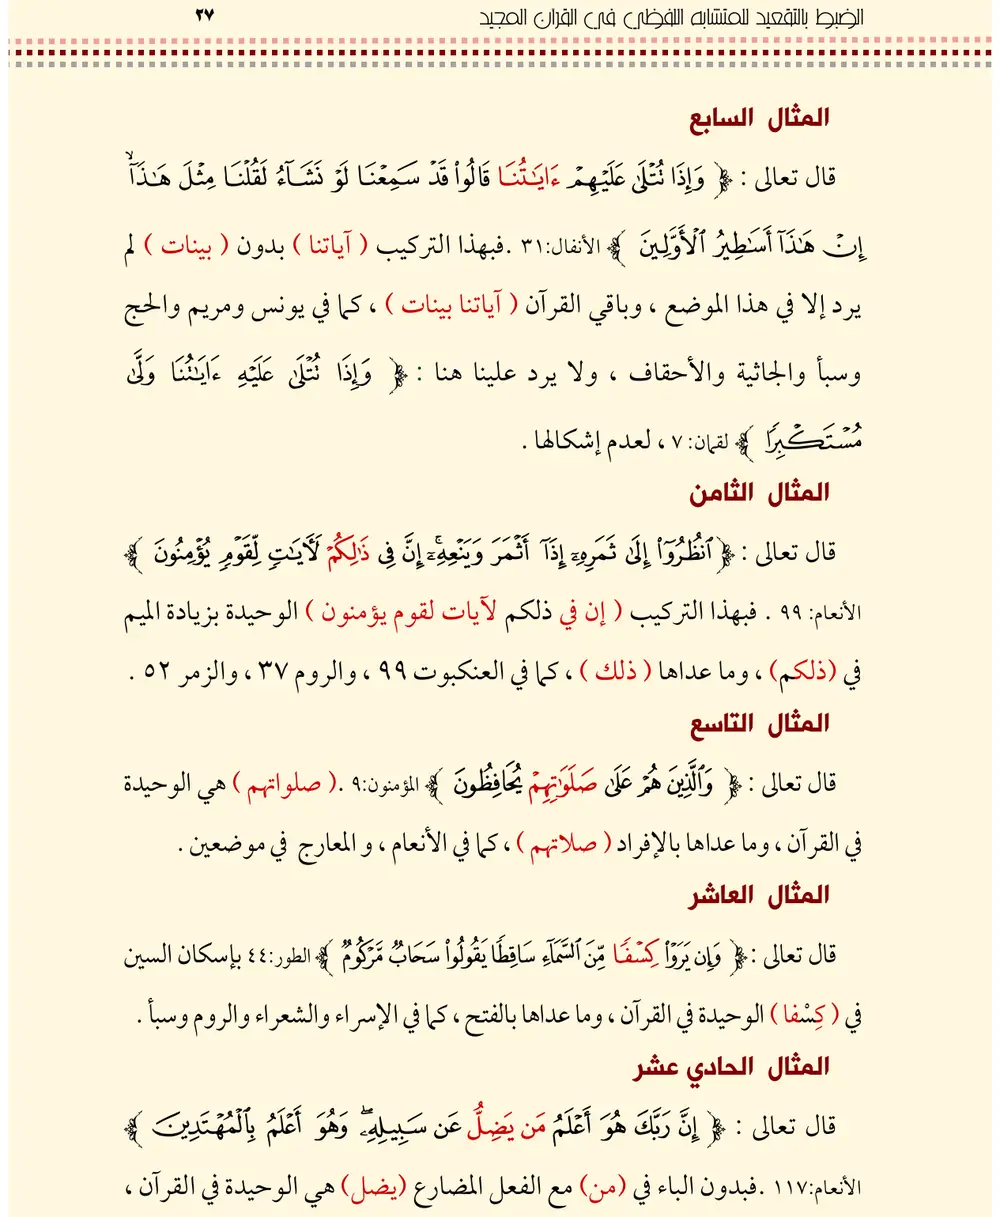 الضبط بالتقعيد للمتشابه اللفظي في القرآن المجيد ٢٧
المثال السابع
قال تعالى : ﴿ وَإِذَا تُتْلَىٰ عَلَيْهِمْ ءَايَٰتُنَا قَالُوا۟ قَدْ سَمِعْنَا لَوْ نَشَآءُ لَقُلْنَا مِثْلَ هَٰذَآۙ
إِنْ هَٰذَآ أَسَٰطِيرُ ٱلْأَوَّلِينَ ﴾ الأنفال:٣١ .فبهذا التركيب ( آياتنا ) بدون ( بينات ) لم
يرد إلا في هذا الموضع ، وباقي القرآن ( آياتنا بينات ) ، كما في يونس ومريم والحج
وسبأ والجاثية والأحقاف ، ولا يرد علينا هنا : ﴿ وَإِذَا تُتْلَىٰ عَلَيْهِ ءَايَٰتُنَا وَلَّىٰ
مُسْتَكْبِرًا ﴾ لقمان: ٧ ، لعدم إشكالها .
المثال الثامن
قال تعالى : ﴿ ٱنظُرُوٓا۟ إِلَىٰ ثَمَرِهِۦٓ إِذَآ أَثْمَرَ وَيَنْعِهِۦٓۚ إِنَّ فِى ذَٰلِكُمْ لَءَايَٰتٍ لِّقَوْمٍ يُؤْمِنُونَ ﴾
الأنعام: ٩٩ . فبهذا التركيب ( إن في ذلكم لآيات لقوم يؤمنون ) الوحيدة بزيادة الميم
في (ذلكم) ، وما عداها ( ذلك ) ، كما في العنكبوت ٩٩ ، والروم ٣٧ ، والزمر ٥٢ .
المثال التاسع
قال تعالى : ﴿ وَٱلَّذِينَ هُمْ عَلَىٰ صَلَوَٰتِهِمْ يُحَافِظُونَ ﴾ المؤمنون:٩ .( صلواتهم ) هي الوحيدة
في القرآن ، وما عداها بالإفراد ( صلاتهم ) ، كما في الأنعام ، و المعارج في موضعين .
المثال العاشر
قال تعالى :﴿ وَإِن يَرَوْا۟ كِسْفًا مِّنَ ٱلسَّمَآءِ سَاقِطًا يَقُولُوا۟ سَحَابٌ مَّرْكُومٌ ﴾ الطور:٤٤ بإسكان السين
في ( كِسْفا ) الوحيدة في القرآن ، وما عداها بالفتح ، كما في الإسراء والشعراء والروم وسبأ .
المثال الحادي عشر
قال تعالى : ﴿ إِنَّ رَبَّكَ هُوَ أَعْلَمُ مَن يَضِلُّ عَن سَبِيلِهِۦۖ وَهُوَ أَعْلَمُ بِٱلْمُهْتَدِينَ ﴾
الأنعام:١١٧ .فبدون الباء في (من) مع الفعل المضارع (يضل) هي الوحيدة في القرآن ،